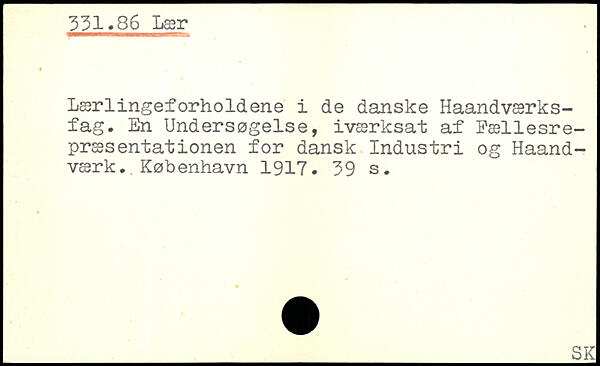 331.86 Lær
Lærlingeforholdene i de danske Haandværks-
fag. En Undersøgelse, iværksat af Fællesre-
præsentationen for dansk Industri og Haand-
værk. København 1917. 39 s.
SK